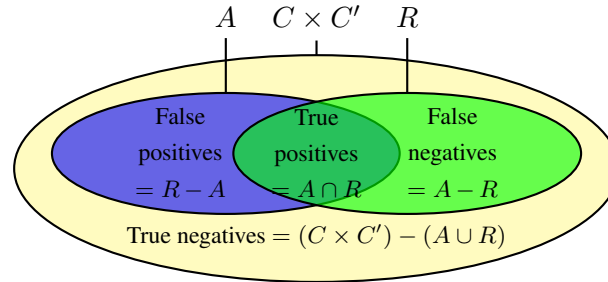 A C × C′ R
False True False
positives positives negatives
= R − A = A ∩ R = A − R
True negatives = (C × C′) − (A ∪ R)